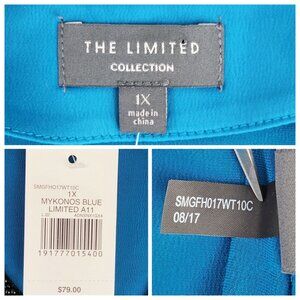 THE LIMITED
COLLECTION
1X
made in
china
SMGFH017WT10C
1X
MYKONOS BLUE
LIMITED A11
191777015400
$79.00
SMGFH017WT10C
08/17